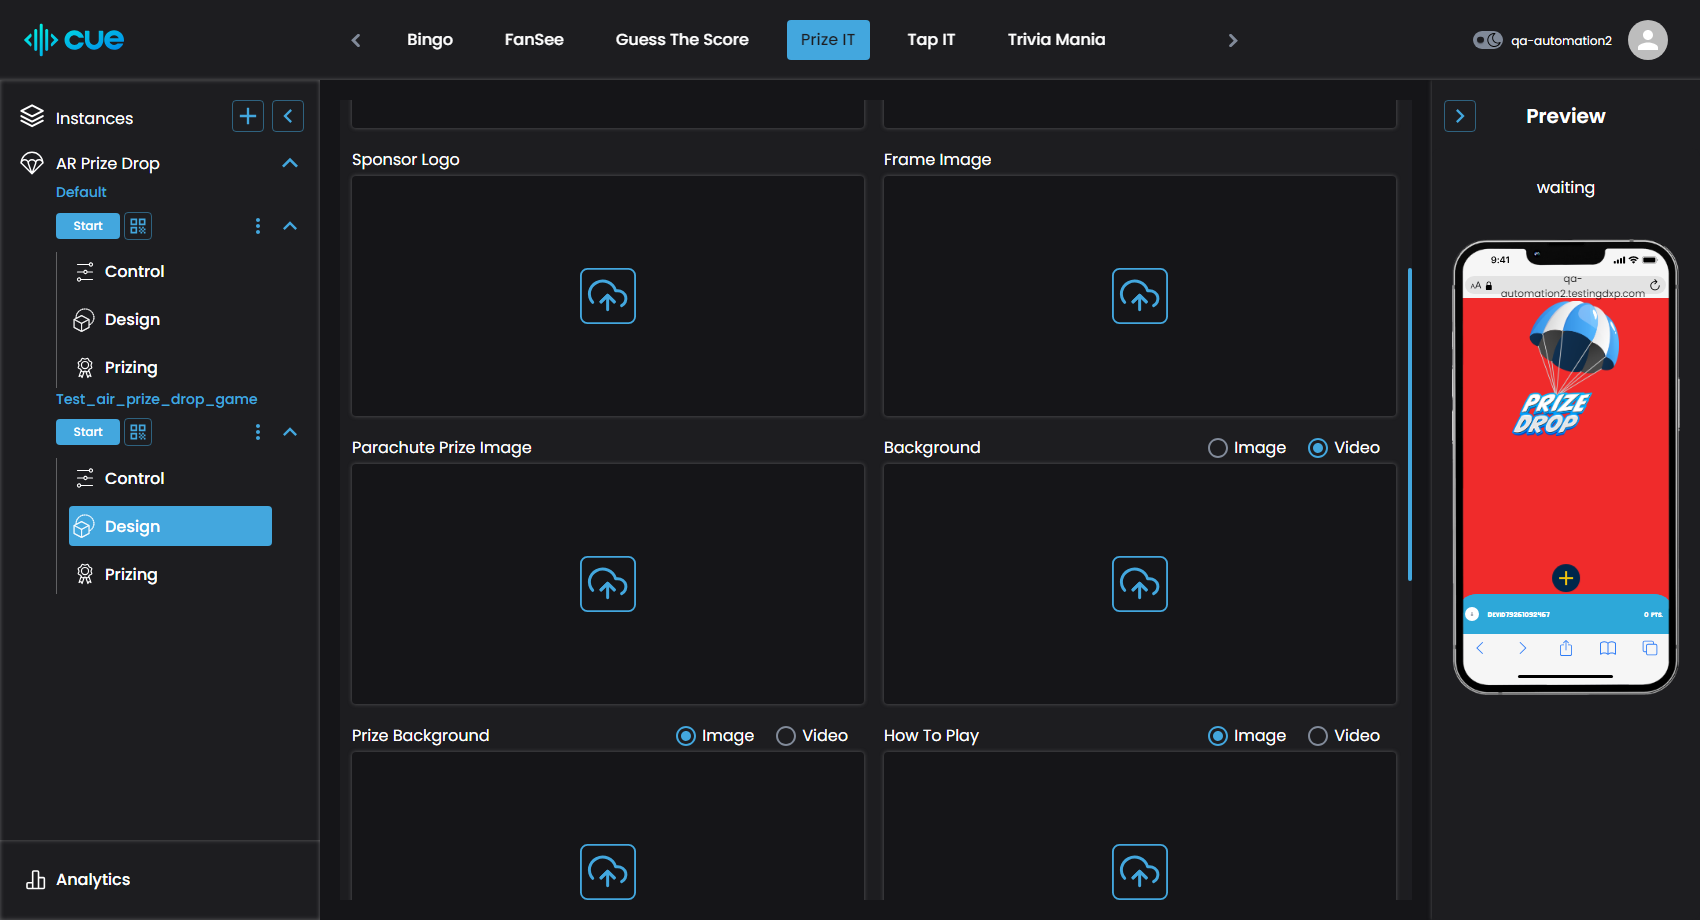 cue
Bingo
FanSee
Guess The Score
Prize IT
Tap IT
Trivia Mania
qa-automation2
Instances
AR Prize Drop
Default
Start
Control
Design
Prizing
Test_air_prize_drop_game
Start
Control
Design
Prizing
Analytics
Sponsor Logo
Frame Image
Parachute Prize Image
Background
Image
Video
Prize Background
Image
Video
How To Play
Image
Video
Preview
waiting
9:41
AA
qa-
automation2.testingdxp.com
PRIZE
DROP
0 PTS.